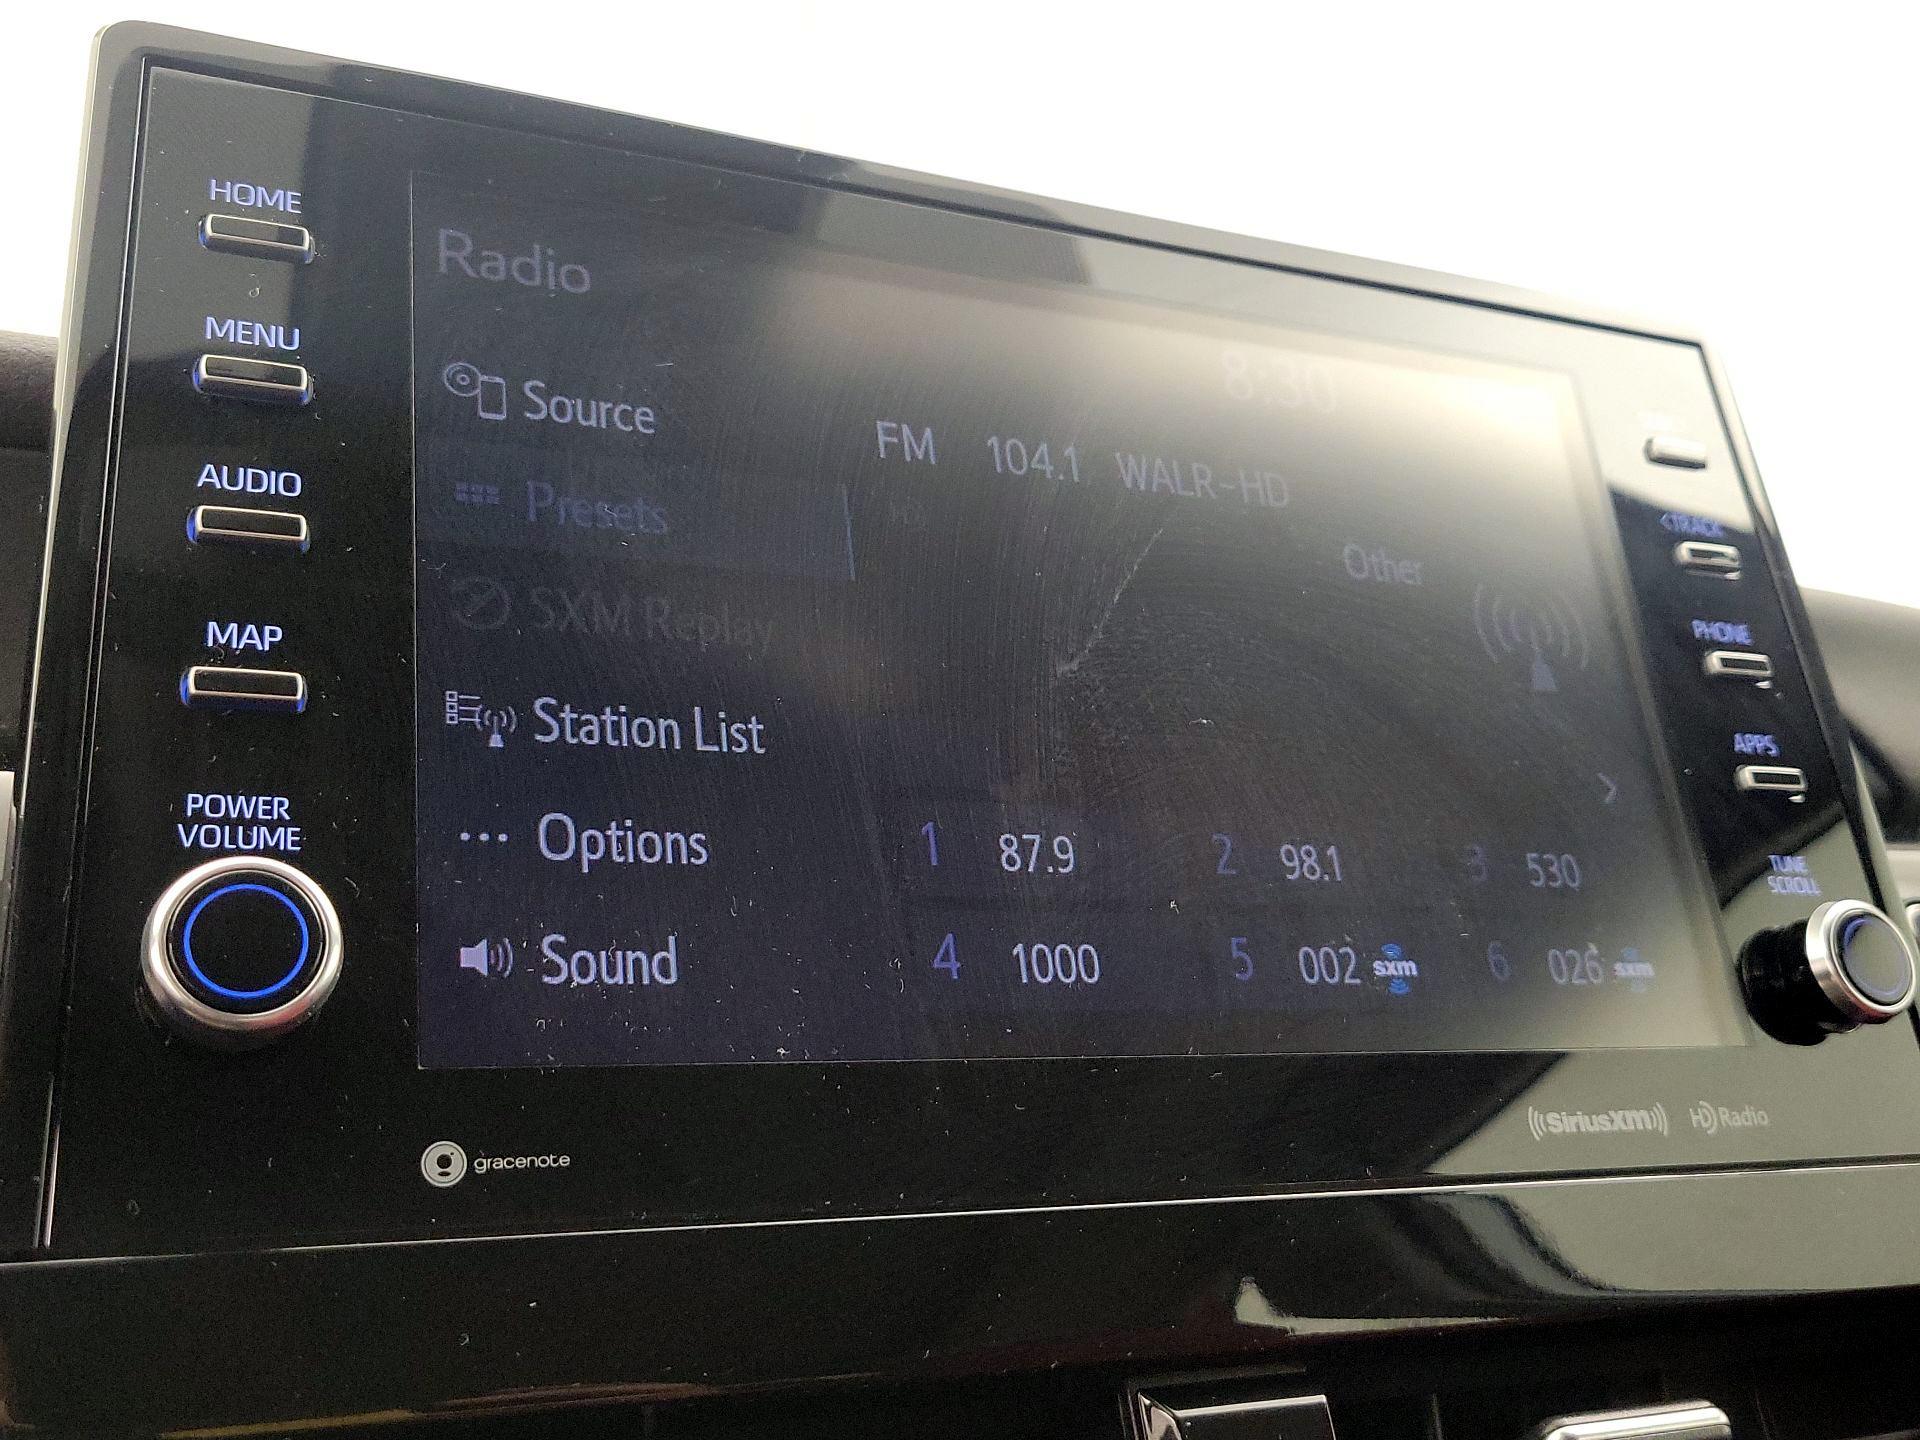 HOME
MENU
AUDIO
MAP
POWER
VOLUME
Radio
8:30
Source
Presets
SXM Replay
Station List
Options
Sound
FM 104.1 WALR-HD
Other
1 87.9 2 98.1 3 530
4 1000 5 002 sxm 6 026 sxm
<TRACK
PHONE
APPS
TUNE
SCROLL
gracenote
SiriusXM HD Radio